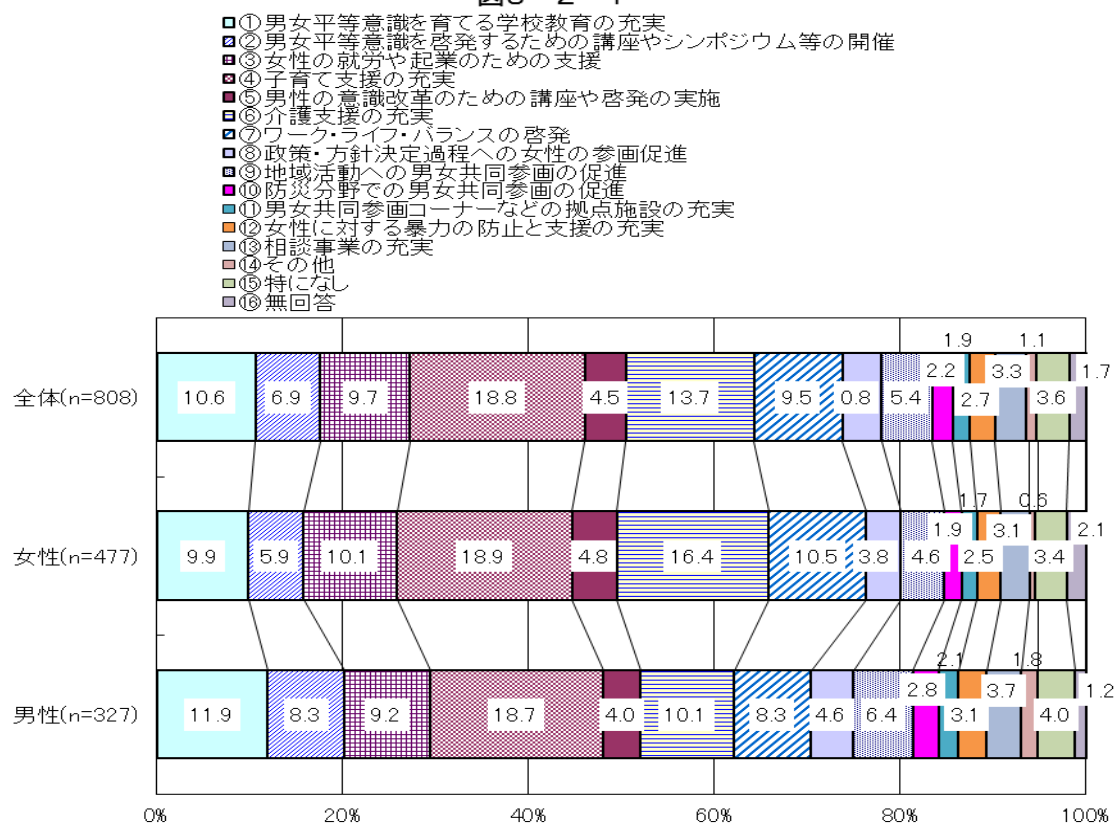 ①男女平等意識を育てる学校教育の充実
②男女平等意識を啓発するための講座やシンポジウム等の開催
③女性の就労や起業のための支援
④子育て支援の充実
⑤男性の意識改革のための講座や啓発の実施
⑥介護支援の充実
⑦ワーク・ライフ・バランスの啓発
⑧政策・方針決定過程への女性の参画促進
⑨地域活動への男女共同参画の促進
⑩防災分野での男女共同参画の促進
⑪男女共同参画コーナーなどの拠点施設の充実
⑫女性に対する暴力の防止と支援の充実
⑬相談事業の充実
⑭その他
⑮特になし
⑯無回答
全体(n=808) 10.6 6.9 9.7 18.8 4.5 13.7 9.5 0.8 5.4 2.2 1.9 2.7 3.3 1.1 3.6 1.7
女性(n=477) 9.9 5.9 10.1 18.9 4.8 16.4 10.5 3.8 4.6 1.9 1.7 2.5 3.1 0.6 3.4 2.1
男性(n=327) 11.9 8.3 9.2 18.7 4.0 10.1 8.3 4.6 6.4 2.8 2.1 3.1 3.7 1.8 4.0 1.2
0% 20% 40% 60% 80% 100%